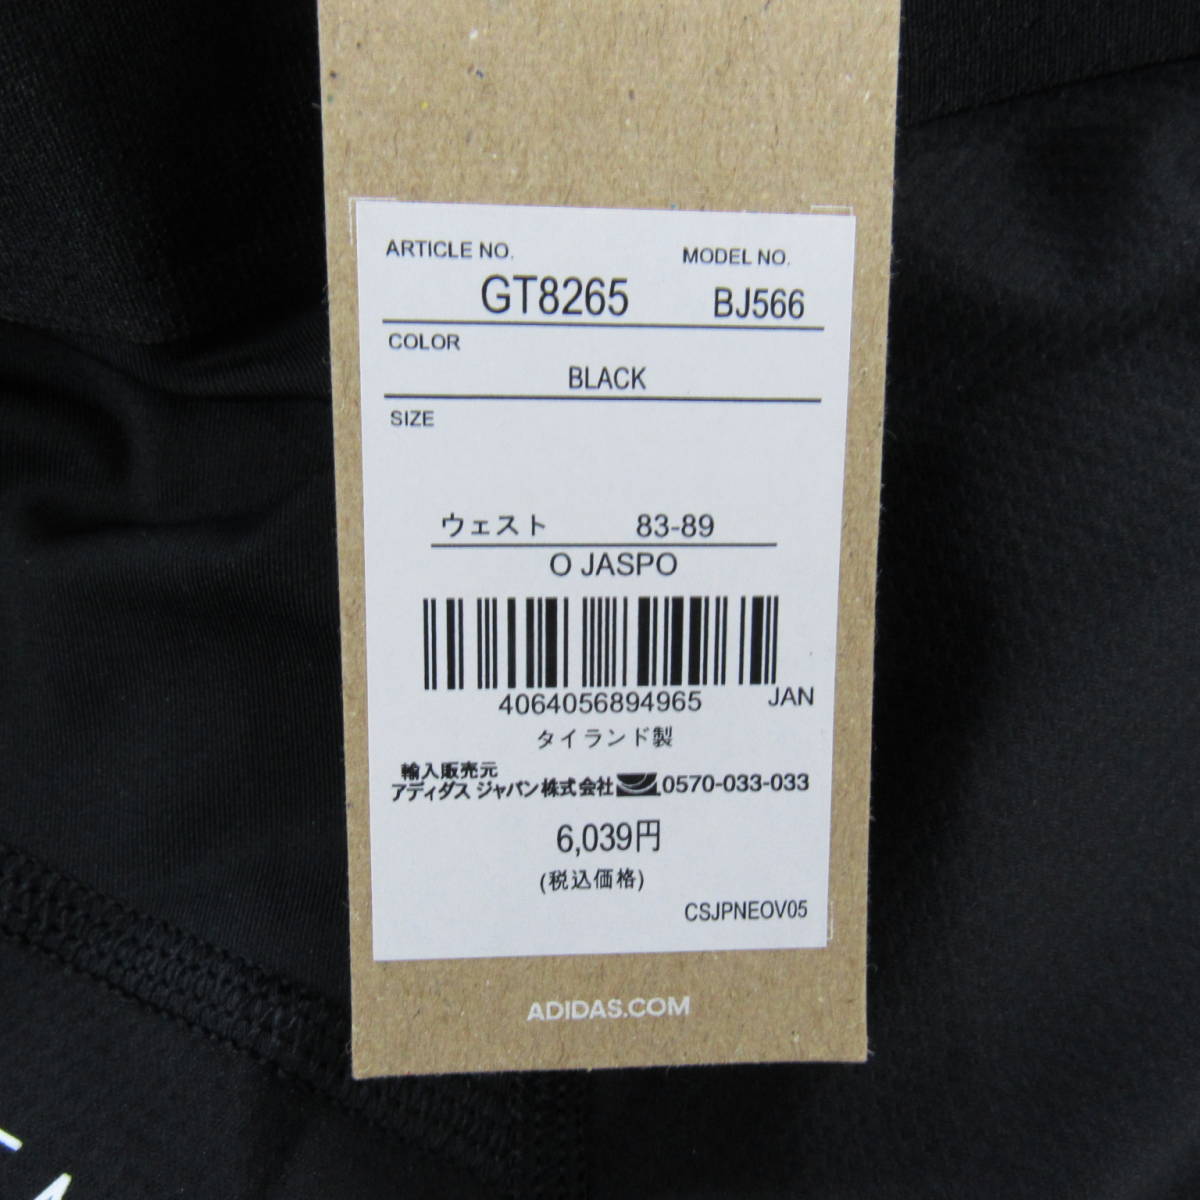 ARTICLE NO. MODEL NO.
GT8265 BJ566
COLOR
BLACK
SIZE
ウェスト 83-89
O JASPO
4064056894965 JAN
タイランド製
輸入販売元
アディダス ジャパン株式会社 0570-033-033
6,039円
(税込価格)
CSJPNEOV05
ADIDAS.COM